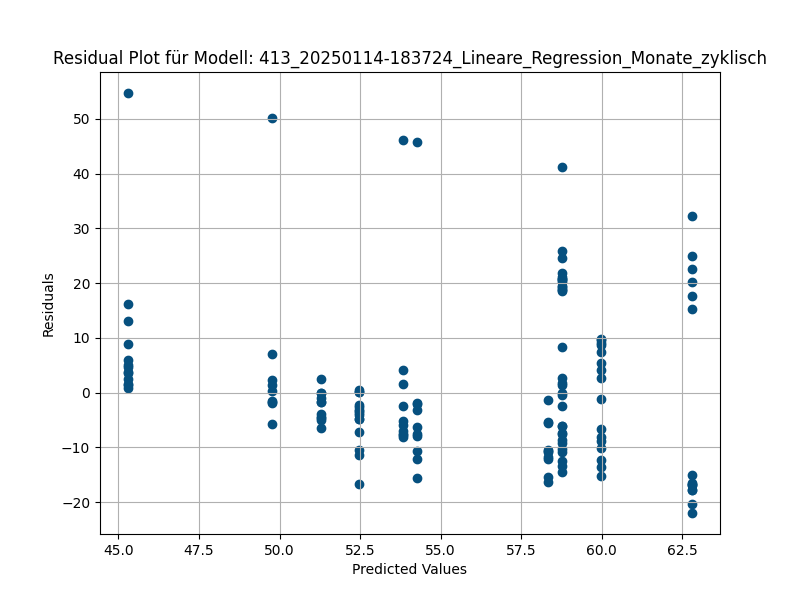 Residual Plot für Modell: 413_20250114-183724_Lineare_Regression_Monate_zyklisch
50
40
30
20
10
0
−10
−20
Residuals
45.0 47.5 50.0 52.5 55.0 57.5 60.0 62.5
Predicted Values